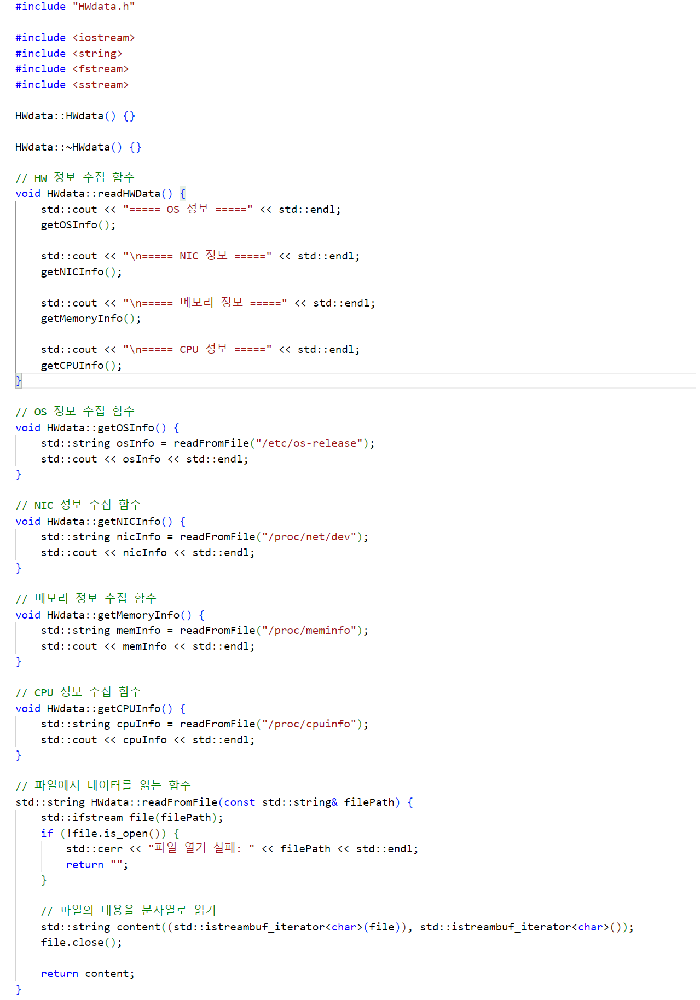 #include "HWdata.h"
#include <iostream>
#include <string>
#include <fstream>
#include <sstream>
HWdata::HWdata() {}
HWdata::~HWdata() {}
// HW 정보 수집 함수
void HWdata::readHWData() {
    std::cout << "===== OS 정보 =====" << std::endl;
    getOSInfo();
    std::cout << "\n===== NIC 정보 =====" << std::endl;
    getNICInfo();
    std::cout << "\n===== 메모리 정보 =====" << std::endl;
    getMemoryInfo();
    std::cout << "\n===== CPU 정보 =====" << std::endl;
    getCPUInfo();
}
// OS 정보 수집 함수
void HWdata::getOSInfo() {
    std::string osInfo = readFromFile("/etc/os-release");
    std::cout << osInfo << std::endl;
}
// NIC 정보 수집 함수
void HWdata::getNICInfo() {
    std::string nicInfo = readFromFile("/proc/net/dev");
    std::cout << nicInfo << std::endl;
}
// 메모리 정보 수집 함수
void HWdata::getMemoryInfo() {
    std::string memInfo = readFromFile("/proc/meminfo");
    std::cout << memInfo << std::endl;
}
// CPU 정보 수집 함수
void HWdata::getCPUInfo() {
    std::string cpuInfo = readFromFile("/proc/cpuinfo");
    std::cout << cpuInfo << std::endl;
}
// 파일에서 데이터를 읽는 함수
std::string HWdata::readFromFile(const std::string& filePath) {
    std::ifstream file(filePath);
    if (!file.is_open()) {
        std::cerr << "파일 열기 실패: " << filePath << std::endl;
        return "";
    }
    // 파일의 내용을 문자열로 읽기
    std::string content((std::istreambuf_iterator<char>(file)), std::istreambuf_iterator<char>());
    file.close();
    return content;
}